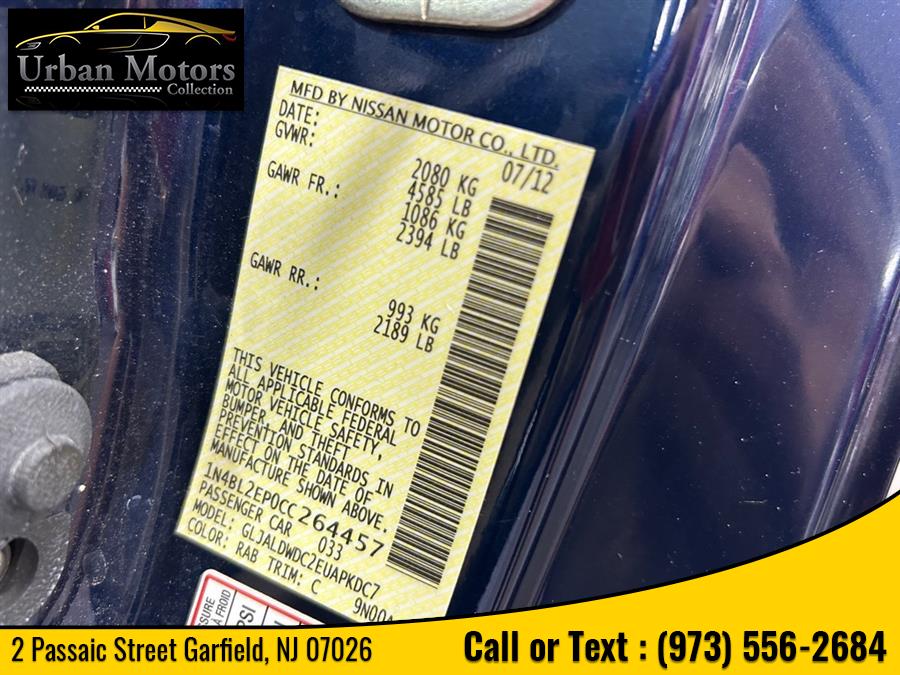 Urban Motors
Collection
MFD BY NISSAN MOTOR CO., LTD.
DATE: 07/12
GVWR: 2080 KG
4585 LB
GAWR FR.: 1086 KG
2394 LB
GAWR RR.: 993 KG
2189 LB
THIS VEHICLE CONFORMS TO
ALL APPLICABLE FEDERAL
MOTOR VEHICLE SAFETY,
BUMPER, AND THEFT
PREVENTION STANDARDS IN
EFFECT ON THE DATE OF
MANUFACTURE SHOWN ABOVE.
1N4BL2EP0CC264457
PASSENGER CAR 033
MODEL: GLJALDWDC2EUAPKDC7
COLOR: RAB TRIM: C 9N00A
À FROID
PSI
2 Passaic Street Garfield, NJ 07026
Call or Text : (973) 556-2684